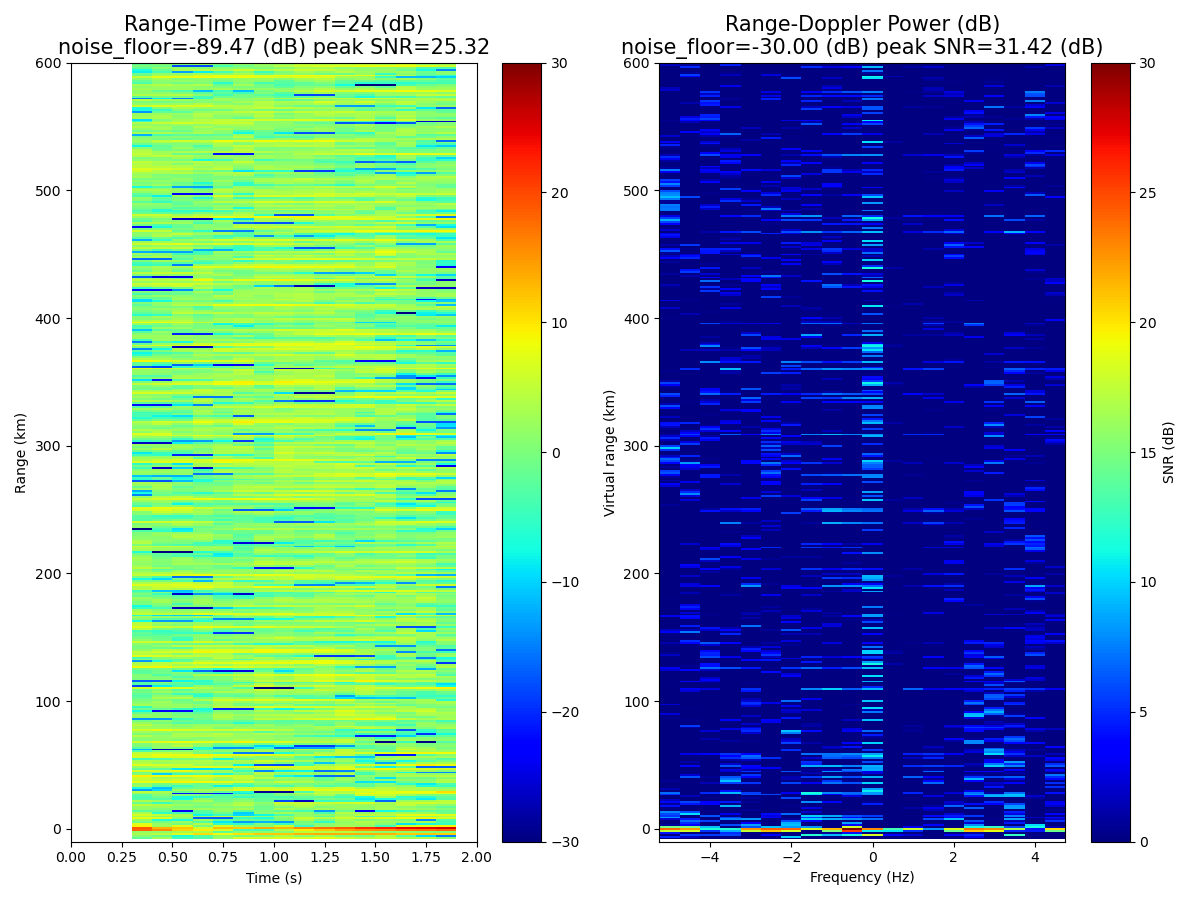 Range-Time Power f=24 (dB)
noise_floor=-89.47 (dB) peak SNR=25.32
600
500
400
300
200
100
0
Range (km)
0.00 0.25 0.50 0.75 1.00 1.25 1.50 1.75 2.00
Time (s)
30
20
10
0
−10
−20
−30
Range-Doppler Power (dB)
noise_floor=-30.00 (dB) peak SNR=31.42 (dB)
600
500
400
300
200
100
0
Virtual range (km)
−4 −2 0 2 4
Frequency (Hz)
30
25
20
15
10
5
0
SNR (dB)